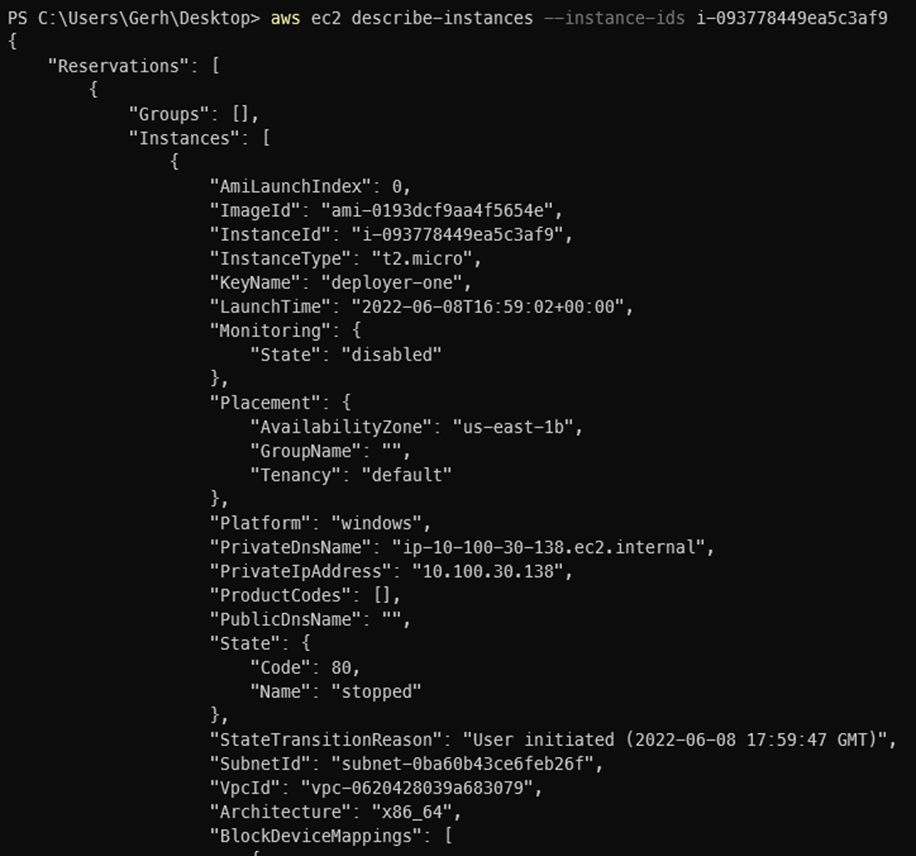 PS C:\Users\Gerh\Desktop> aws ec2 describe-instances --instance-ids i-093778449ea5c3af9
{
    "Reservations": [
        {
            "Groups": [],
            "Instances": [
                {
                    "AmiLaunchIndex": 0,
                    "ImageId": "ami-0193dcf9aa4f5654e",
                    "InstanceId": "i-093778449ea5c3af9",
                    "InstanceType": "t2.micro",
                    "KeyName": "deployer-one",
                    "LaunchTime": "2022-06-08T16:59:02+00:00",
                    "Monitoring": {
                        "State": "disabled"
                    },
                    "Placement": {
                        "AvailabilityZone": "us-east-1b",
                        "GroupName": "",
                        "Tenancy": "default"
                    },
                    "Platform": "windows",
                    "PrivateDnsName": "ip-10-100-30-138.ec2.internal",
                    "PrivateIpAddress": "10.100.30.138",
                    "ProductCodes": [],
                    "PublicDnsName": "",
                    "State": {
                        "Code": 80,
                        "Name": "stopped"
                    },
                    "StateTransitionReason": "User initiated (2022-06-08 17:59:47 GMT)",
                    "SubnetId": "subnet-0ba60b43ce6feb26f",
                    "VpcId": "vpc-0620428039a683079",
                    "Architecture": "x86_64",
                    "BlockDeviceMappings": [
                        {